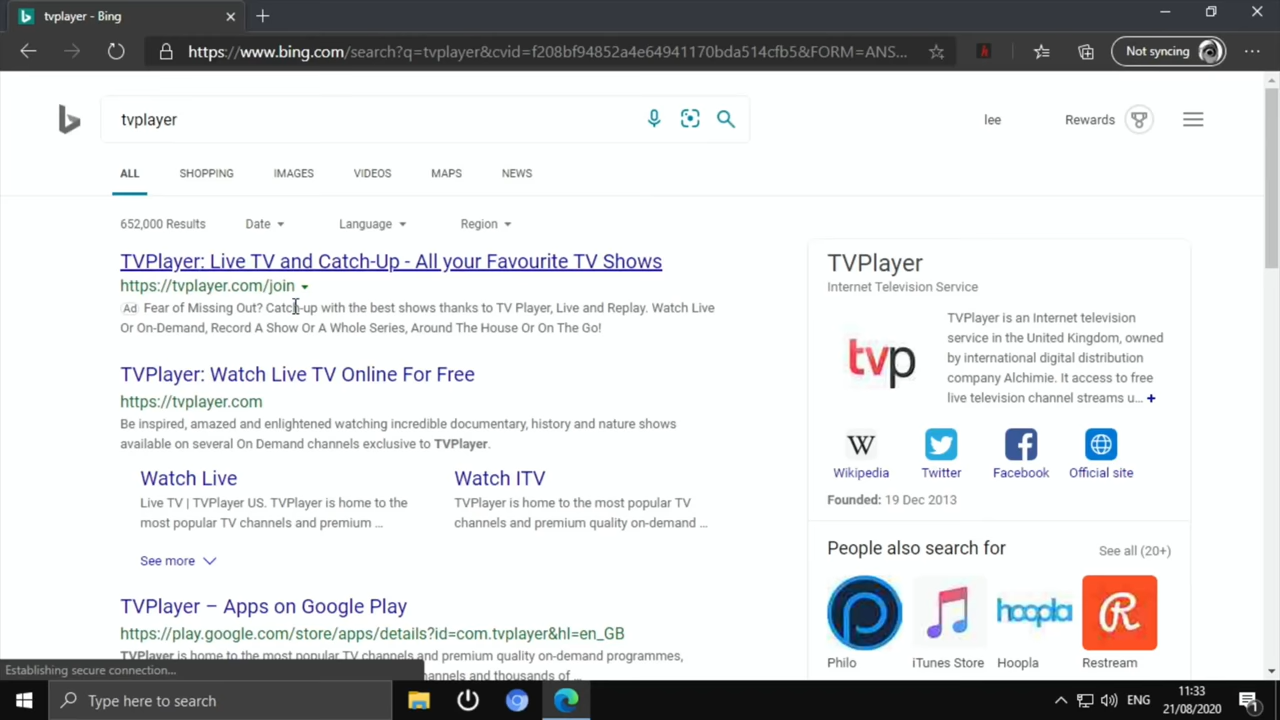 tvplayer - Bing
https://www.bing.com/search?q=tvplayer&cvid=f208bf94852a4e64941170bda514cfb5&FORM=ANS...
Not syncing
tvplayer
lee
Rewards
ALL
SHOPPING
IMAGES
VIDEOS
MAPS
NEWS
652,000 Results
Date
Language
Region
TVPlayer: Live TV and Catch-Up - All your Favourite TV Shows
https://tvplayer.com/join
Ad Fear of Missing Out? Catch-up with the best shows thanks to TV Player, Live and Replay. Watch Live
Or On-Demand, Record A Show Or A Whole Series, Around The House Or On The Go!
TVPlayer: Watch Live TV Online For Free
https://tvplayer.com
Be inspired, amazed and enlightened watching incredible documentary, history and nature shows
available on several On Demand channels exclusive to TVPlayer.
Watch Live
Live TV | TVPlayer US. TVPlayer is home to the
most popular TV channels and premium ...
Watch ITV
TVPlayer is home to the most popular TV
channels and premium quality on-demand ...
See more
TVPlayer – Apps on Google Play
https://play.google.com/store/apps/details?id=com.tvplayer&hl=en_GB
TVPlayer is home to the most popular TV channels and premium quality on-demand programmes,
hannels and thousands of ...
TVPlayer
Internet Television Service
tvp
TVPlayer is an Internet television
service in the United Kingdom, owned
by international digital distribution
company Alchimie. It access to free
live television channel streams u... +
W
Wikipedia
Twitter
Facebook
Official site
Founded: 19 Dec 2013
People also search for
See all (20+)
hoopla
Philo
iTunes Store
Hoopla
Restream
Establishing secure connection...
Type here to search
ENG
11:33
21/08/2020
1